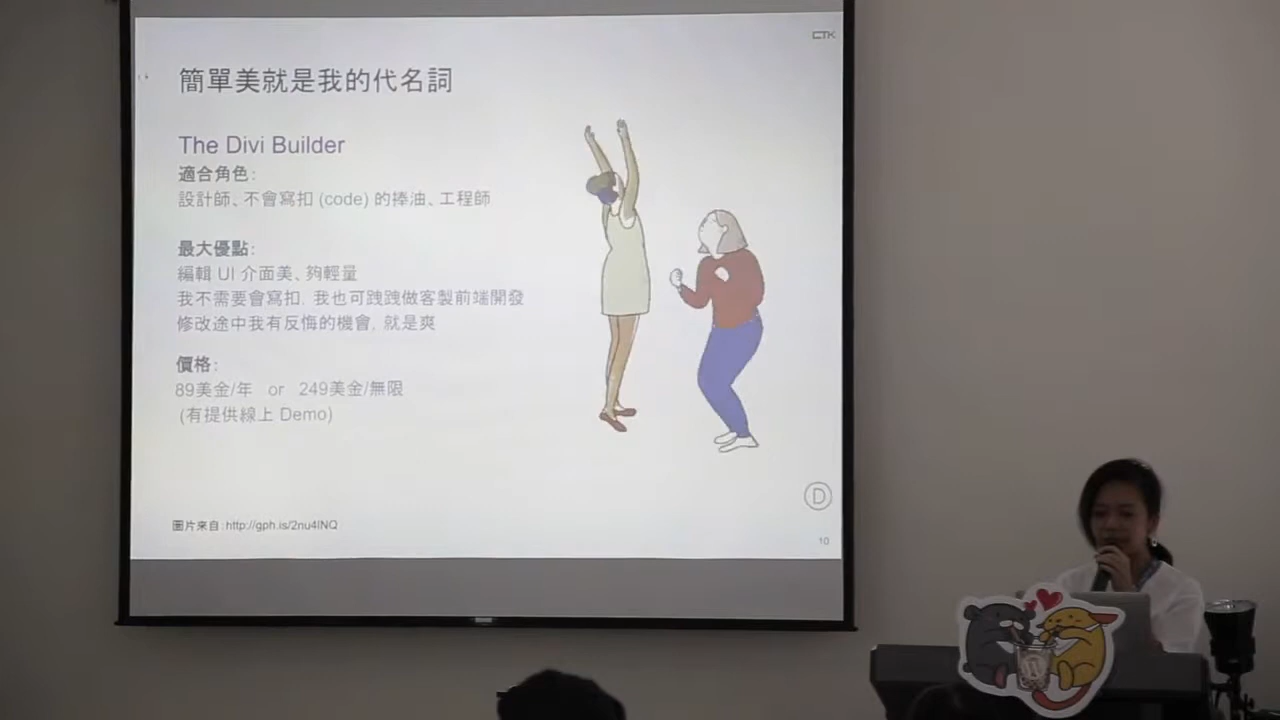 CTK
簡單美就是我的代名詞
The Divi Builder
適合角色:
設計師、不會寫扣 (code) 的捧油、工程師
最大優點:
編輯 UI 介面美、夠輕量
我不需要會寫扣, 我也可跩跩做客製前端開發
修改途中我有反悔的機會, 就是爽
價格:
89美金/年 or 249美金/無限
(有提供線上 Demo)
D
圖片來自: http://gph.is/2nu4lNQ
10